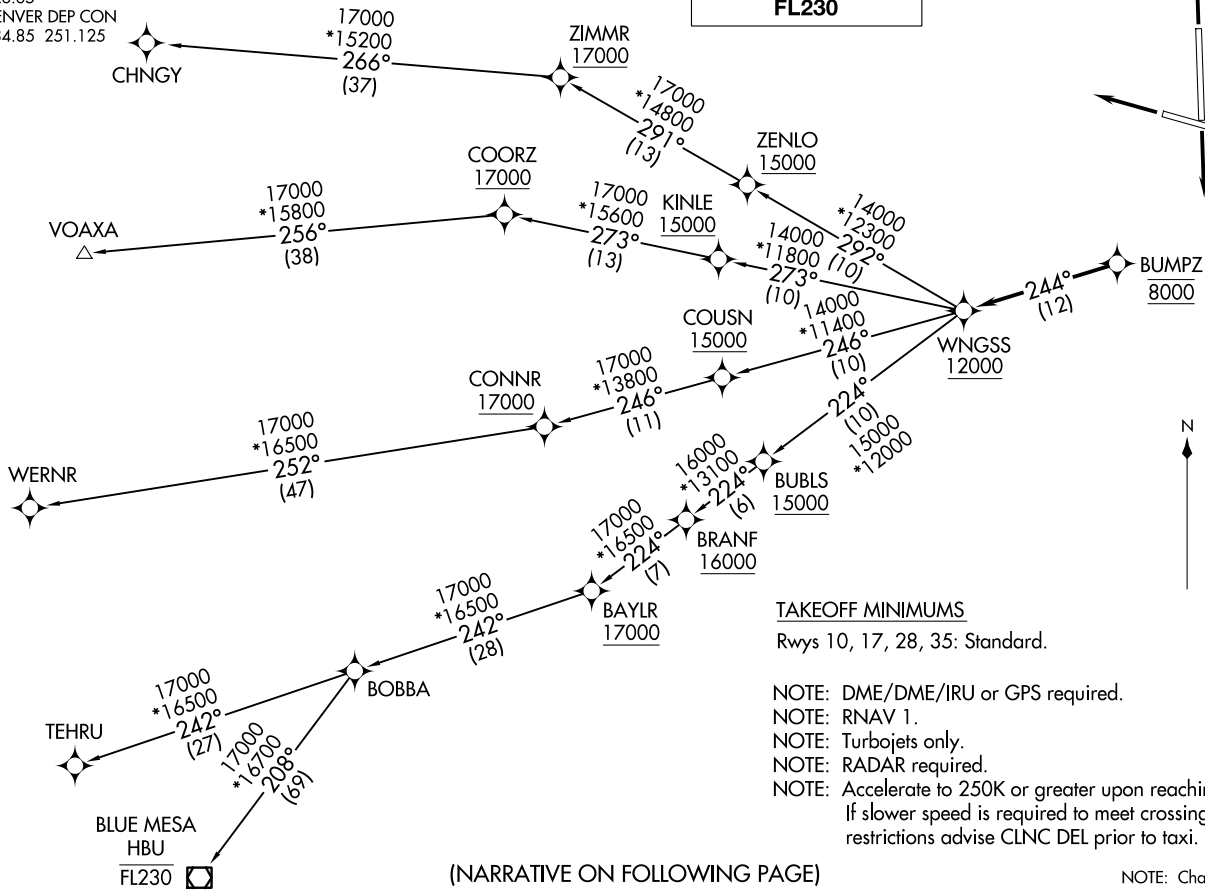 ENVER DEP CON
4.85 251.125
FL230
CHNGY
17000
*15200
266°
(37)
ZIMMR
17000
17000
*14800
291°
(13)
ZENLO
15000
COORZ
17000
17000
*15800
256°
(38)
VOAXA
17000
*15600
273°
(13)
KINLE
15000
14000
*12300
292°
(10)
14000
*11800
273°
(10)
BUMPZ
8000
244°
(12)
WNGSS
12000
COUSN
15000
14000
*11400
246°
(10)
CONNR
17000
17000
*13800
246°
(11)
17000
*16500
252°
(47)
WERNR
224°
(10)
15000
*12000
BUBLS
15000
16000
*13100
224°
(6)
BRANF
16000
17000
*16500
224°
(7)
BAYLR
17000
17000
*16500
242°
(28)
BOBBA
17000
*16500
242°
(27)
TEHRU
17000
*16700
208°
(69)
BLUE MESA
HBU
FL230
N
TAKEOFF MINIMUMS
Rwys 10, 17, 28, 35: Standard.
NOTE: DME/DME/IRU or GPS required.
NOTE: RNAV 1.
NOTE: Turbojets only.
NOTE: RADAR required.
NOTE: Accelerate to 250K or greater upon reachin
If slower speed is required to meet crossing
restrictions advise CLNC DEL prior to taxi.
(NARRATIVE ON FOLLOWING PAGE)
NOTE: Cha